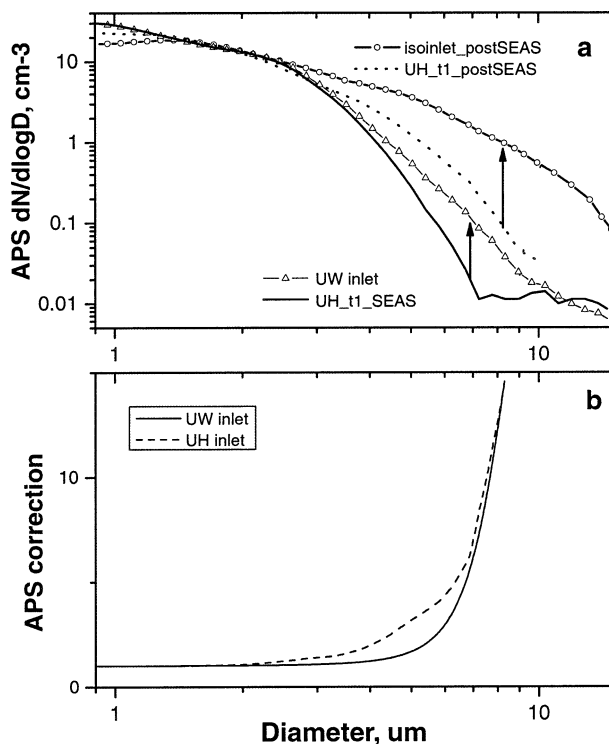 a
isoinlet_postSEAS
UH_t1_postSEAS
APS dN/dlogD, cm-3
10
1
0.1
0.01
UW inlet
UH_t1_SEAS
1
10
b
UW inlet
UH inlet
APS correction
10
0
1
10
Diameter, um